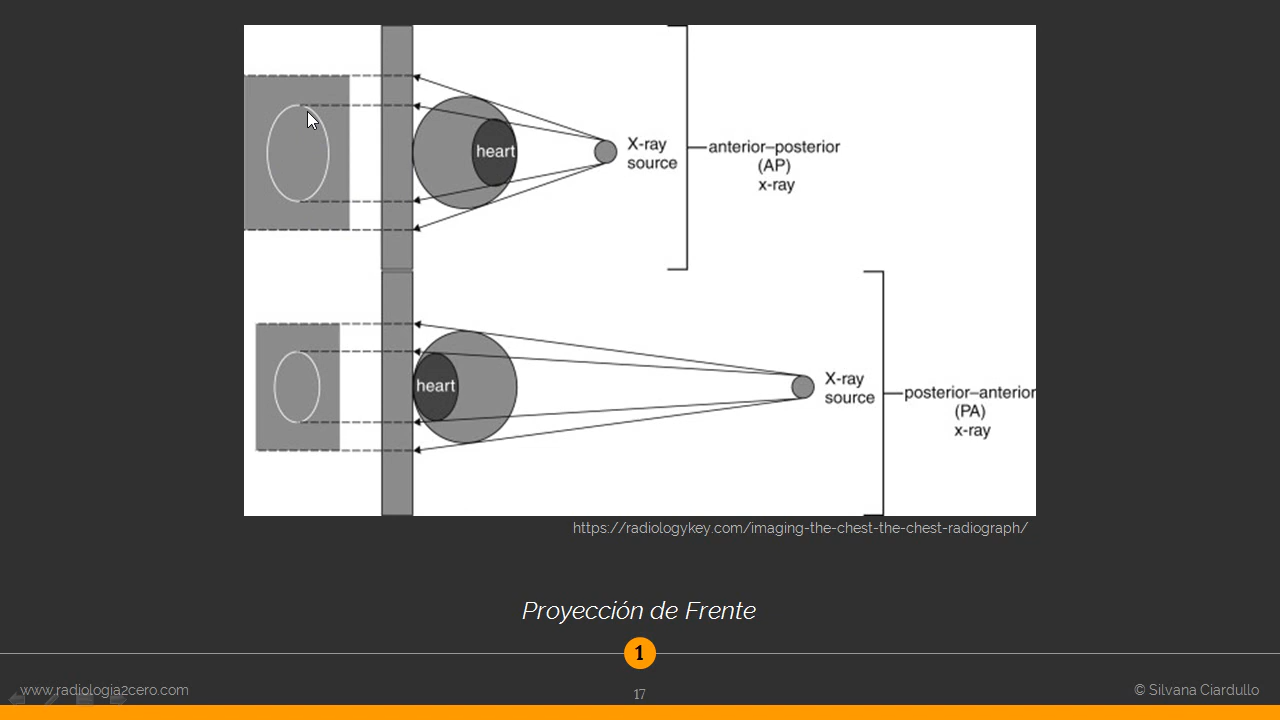 heart
X-ray
source
anterior–posterior
(AP)
x-ray
heart
X-ray
source
posterior–anterior
(PA)
x-ray
https://radiologykey.com/imaging-the-chest-the-chest-radiograph/
Proyección de Frente
1
www.radiologia2cero.com
17
© Silvana Ciardullo